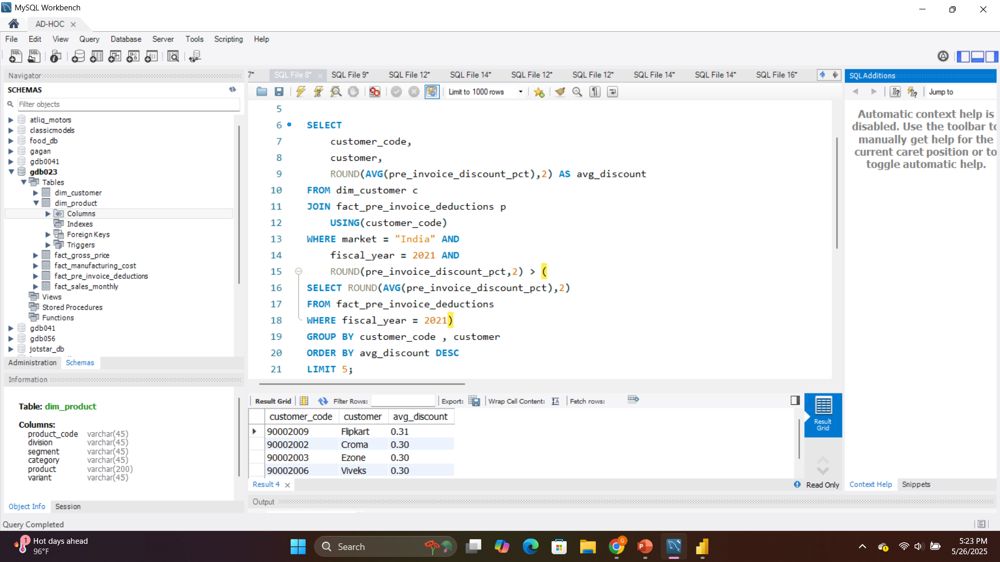 MySQL Workbench
AD-HOC
File Edit View Query Database Server Tools Scripting Help
Navigator
SCHEMAS
Filter objects
atliq_motors
classicmodels
food_db
gagan
gdb0041
gdb023
Tables
dim_customer
dim_product
Columns
Indexes
Foreign Keys
Triggers
fact_gross_price
fact_manufacturing_cost
fact_pre_invoice_deductions
fact_sales_monthly
Views
Stored Procedures
Functions
gdb041
gdb056
jotstar_db
Administration Schemas
Information
Table: dim_product
Columns:
product_code varchar(45)
division varchar(45)
segment varchar(45)
category varchar(45)
product varchar(200)
variant varchar(45)
Object Info Session
Query Completed
7* SQL File 8* SQL File 9* SQL File 12* SQL File 14* SQL File 12* SQL File 12* SQL File 14* SQL File 14* SQL File 16*
Limit to 1000 rows
5
6 SELECT
7 customer_code,
8 customer,
9 ROUND(AVG(pre_invoice_discount_pct),2) AS avg_discount
10 FROM dim_customer c
11 JOIN fact_pre_invoice_deductions p
12 USING(customer_code)
13 WHERE market = "India" AND
14 fiscal_year = 2021 AND
15 ROUND(pre_invoice_discount_pct,2) > (
16 SELECT ROUND(AVG(pre_invoice_discount_pct),2)
17 FROM fact_pre_invoice_deductions
18 WHERE fiscal_year = 2021)
19 GROUP BY customer_code , customer
20 ORDER BY avg_discount DESC
21 LIMIT 5;
Result Grid Filter Rows: Export: Wrap Cell Content: Fetch rows:
customer_code customer avg_discount
90002009 Flipkart 0.31
90002002 Croma 0.30
90002003 Ezone 0.30
90002006 Viveks 0.30
Result Grid
Result 4
Read Only
Output
SQLAdditions
Jump to
Automatic context help is
disabled. Use the toolbar to
manually get help for the
current caret position or to
toggle automatic help.
Context Help Snippets
1 Hot days ahead
96°F
Search
5:23 PM
5/26/2025